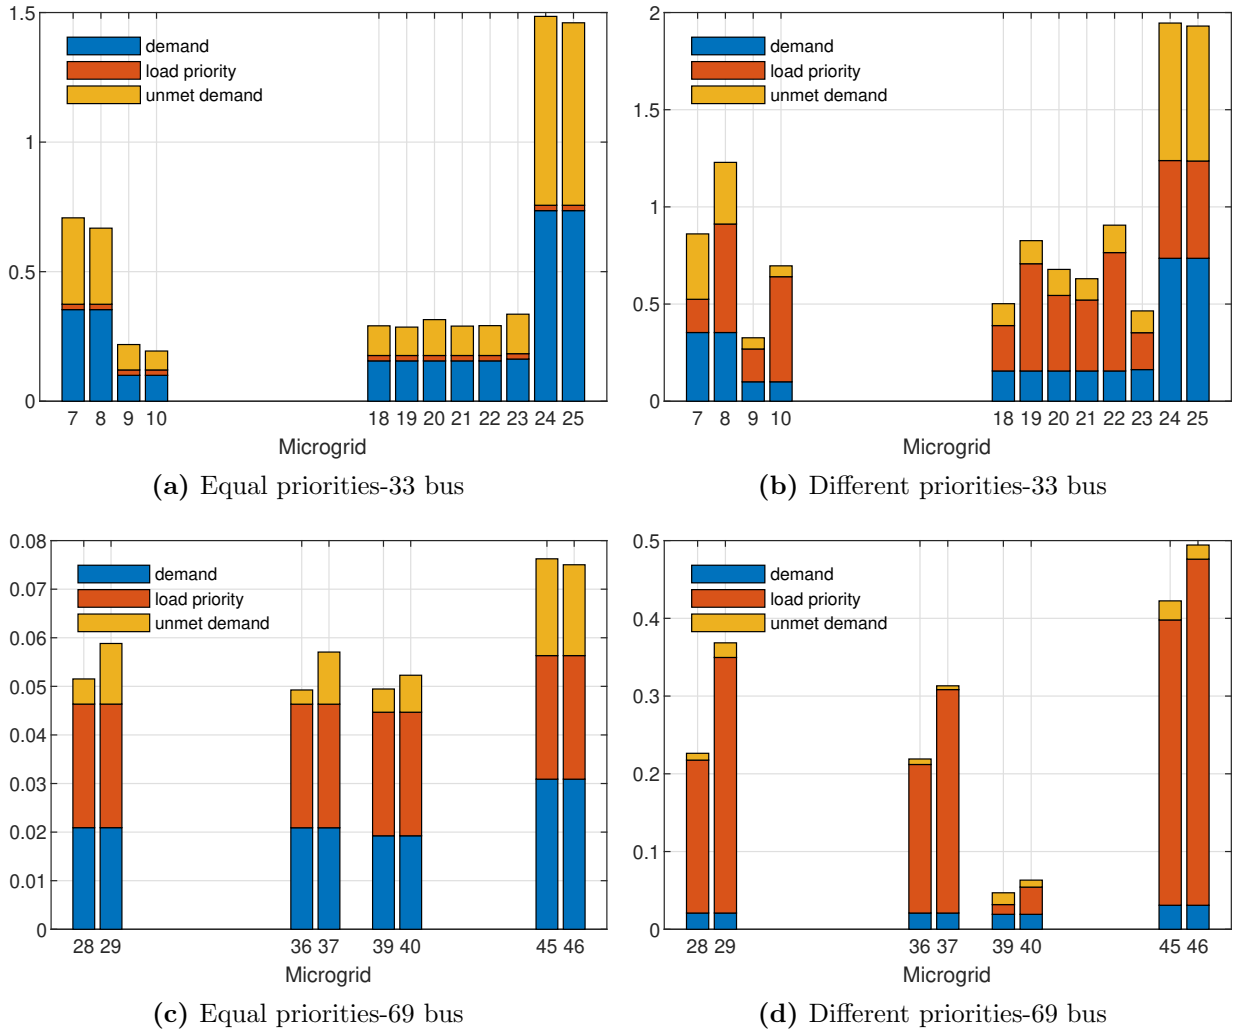 1.5
1
0.5
0
demand
load priority
unmet demand
7 8 9 10 18 19 20 21 22 23 24 25
Microgrid
(a) Equal priorities-33 bus
2
1.5
1
0.5
0
demand
load priority
unmet demand
7 8 9 10 18 19 20 21 22 23 24 25
Microgrid
(b) Different priorities-33 bus
0.08
0.07
0.06
0.05
0.04
0.03
0.02
0.01
0
demand
load priority
unmet demand
28 29 36 37 39 40 45 46
Microgrid
(c) Equal priorities-69 bus
0.5
0.4
0.3
0.2
0.1
0
demand
load priority
unmet demand
28 29 36 37 39 40 45 46
Microgrid
(d) Different priorities-69 bus